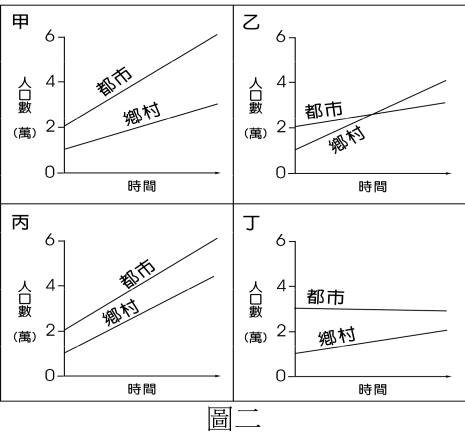 甲
6
4
2
0
人口數
(萬)
都市
鄉村
時間
乙
6
4
2
0
人口數
(萬)
都市
鄉村
時間
丙
6
4
2
0
人口數
(萬)
都市
鄉村
時間
丁
6
4
2
0
人口數
(萬)
都市
鄉村
時間
圖二